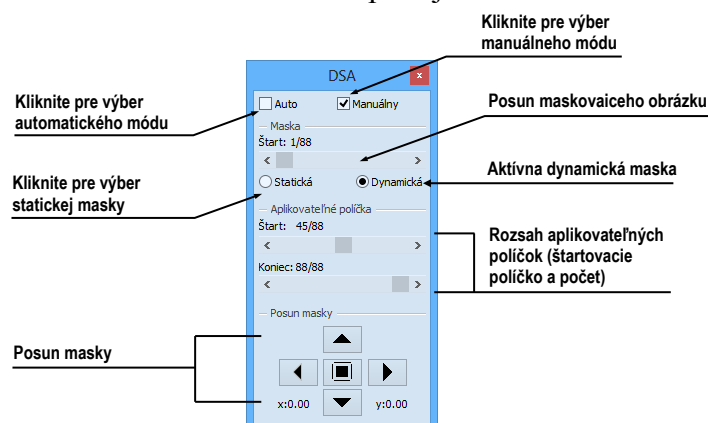 Kliknite pre výber
manuálneho módu
DSA
x
Kliknite pre výber
automatického módu
Auto
Manuálny
Posun maskovaiceho obrázku
Maska
Štart: 1/88
Kliknite pre výber
statickej masky
Statická
Dynamická
Aktívna dynamická maska
Aplikovateľné políčka
Štart: 45/88
Koniec: 88/88
Rozsah aplikovateľných
políčok (štartovacie
políčko a počet)
Posun masky
Posun masky
x:0.00
y:0.00